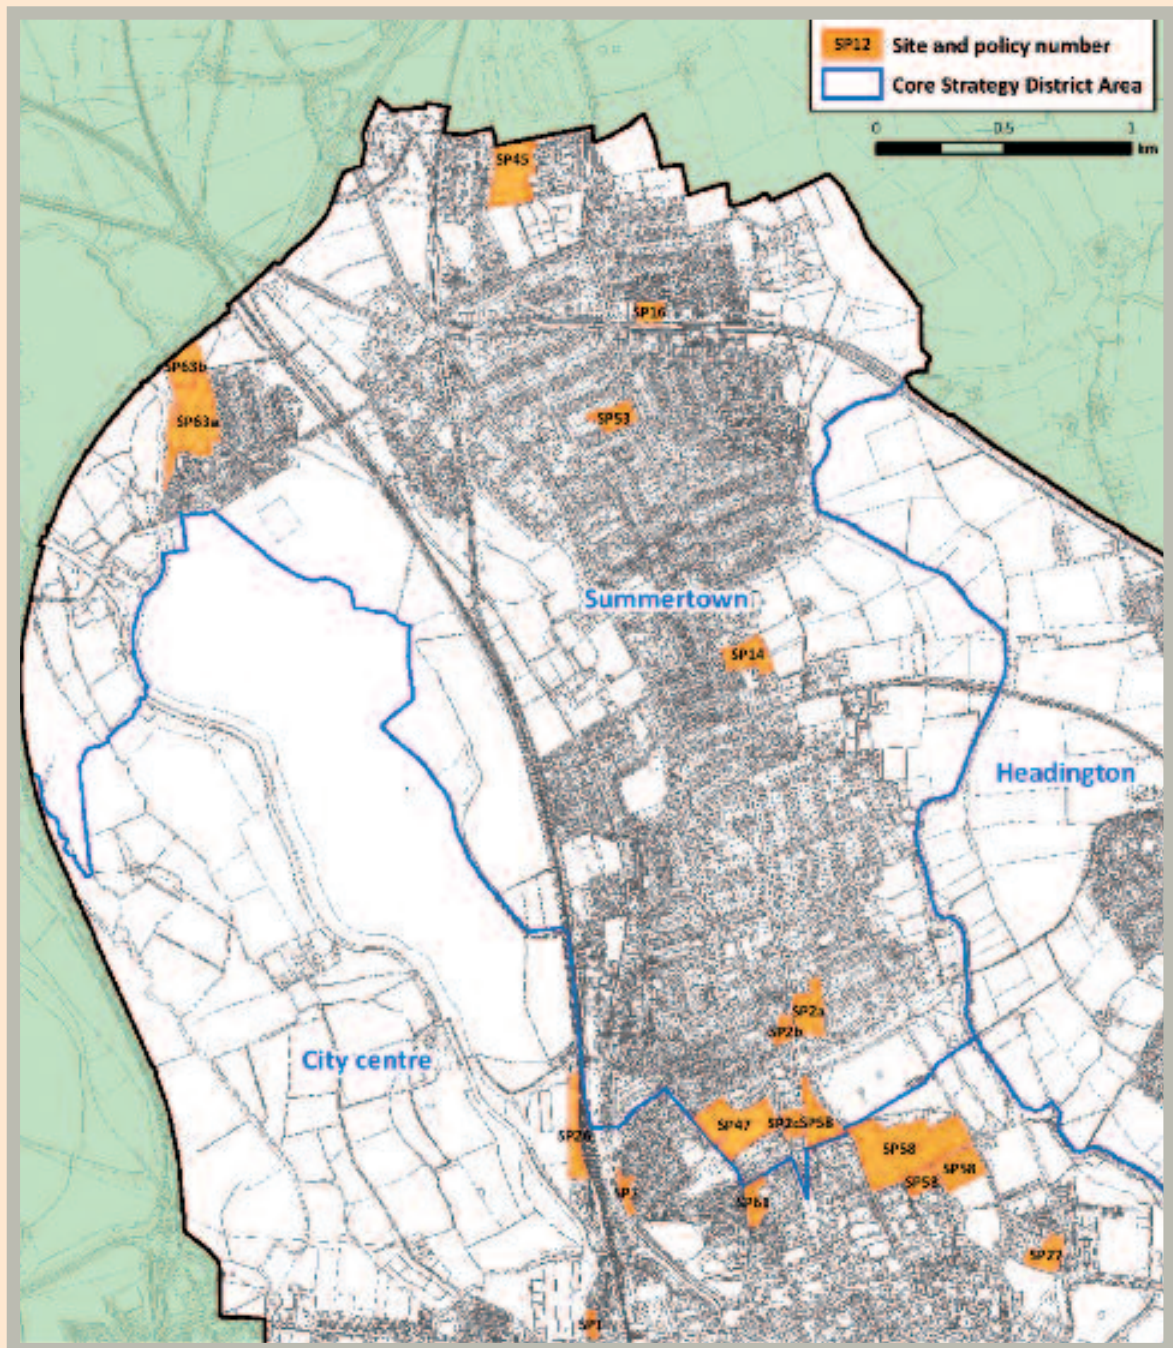 SP12 Site and policy number
Core Strategy District Area
0 0.5 1
km
SP45
SP16
SP63b
SP63a
SP53
Summertown
SP14
Headington
SP2a
SP2b
City centre
SP47
SP2c
SP58
SP26
SP58
SP58
SP58
SP61
SP27